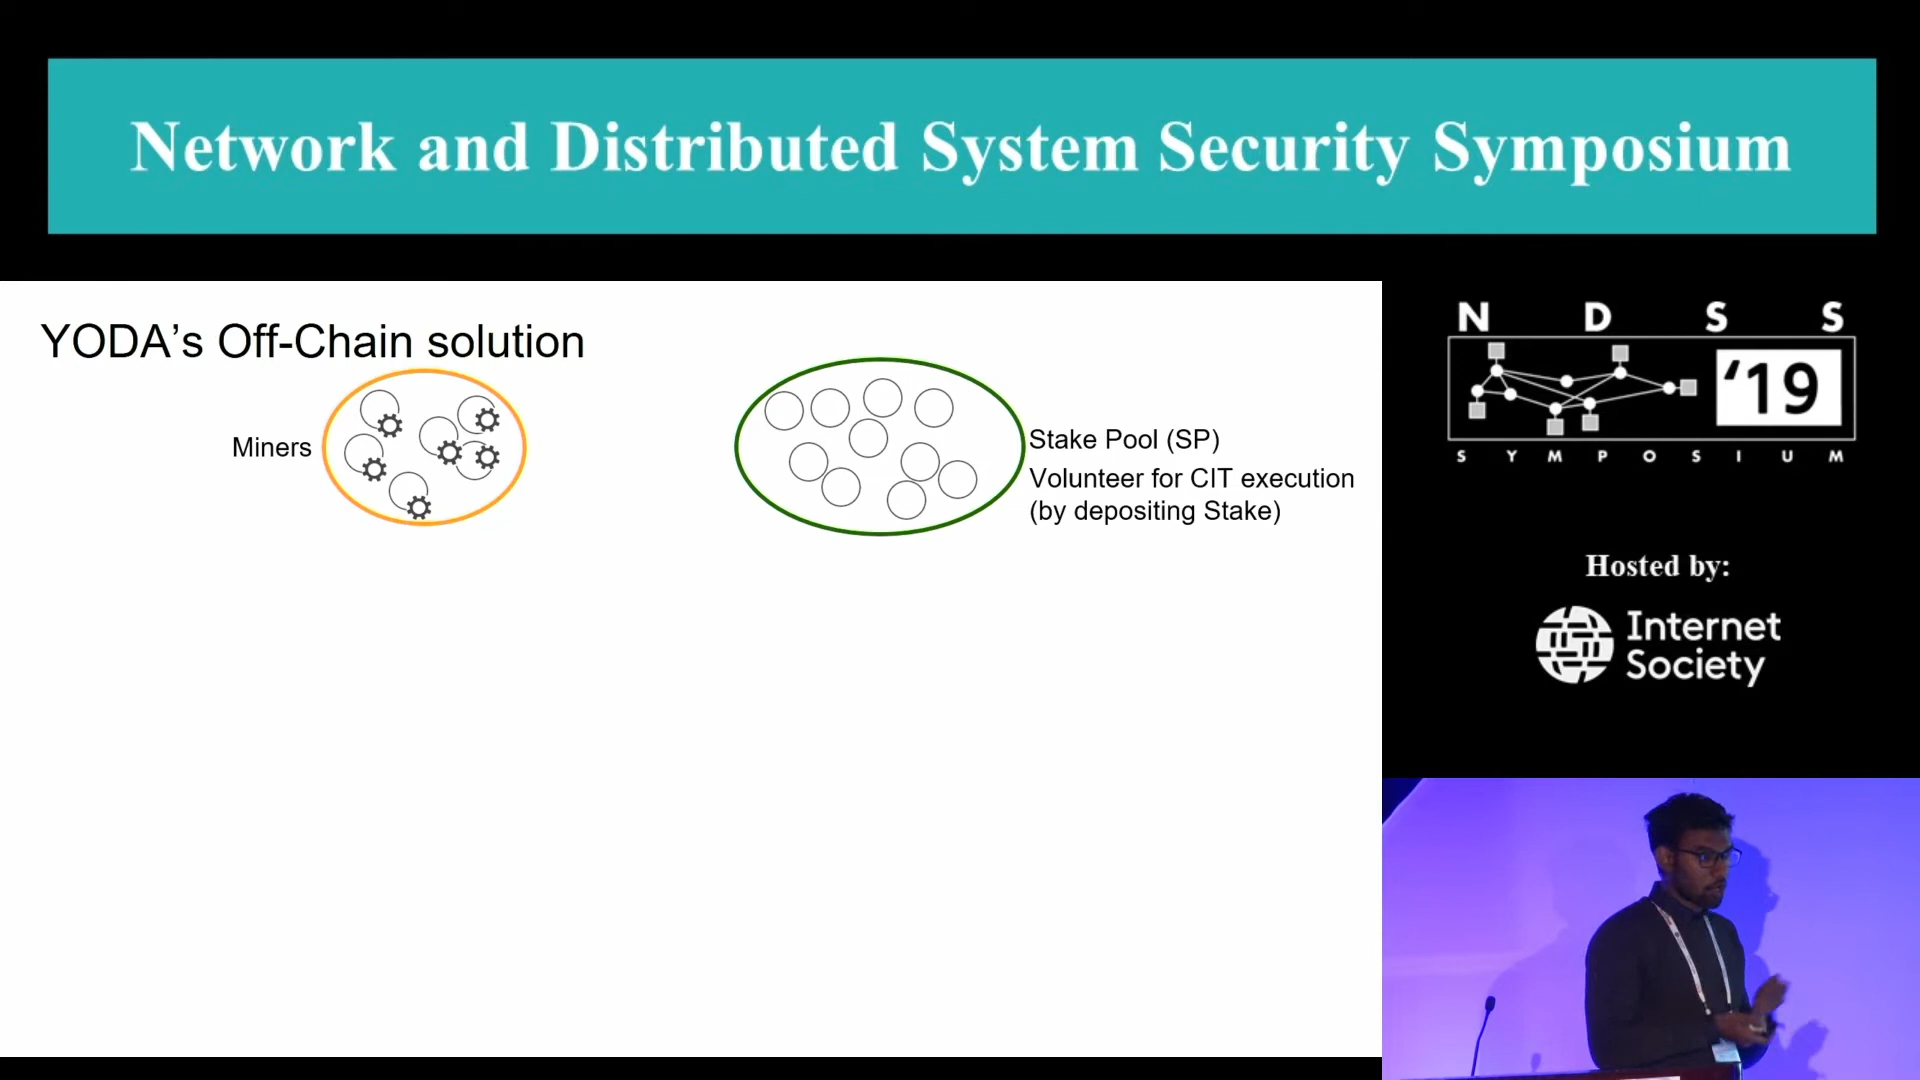 Network and Distributed System Security Symposium
YODA’s Off-Chain solution
Miners
Stake Pool (SP)
Volunteer for CIT execution
(by depositing Stake)
N D S S
‘19
S Y M P O S I U M
Hosted by:
Internet
Society